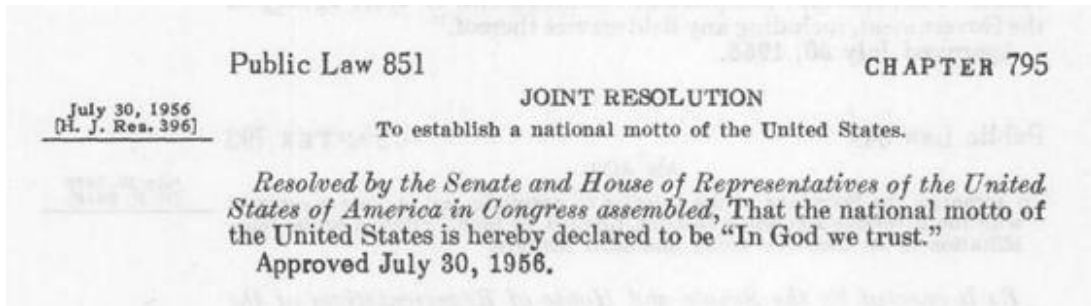 Public Law 851 CHAPTER 795
JOINT RESOLUTION
July 30, 1956
[H. J. Res. 396]
To establish a national motto of the United States.
Resolved by the Senate and House of Representatives of the United
States of America in Congress assembled, That the national motto of
the United States is hereby declared to be “In God we trust.”
Approved July 30, 1956.